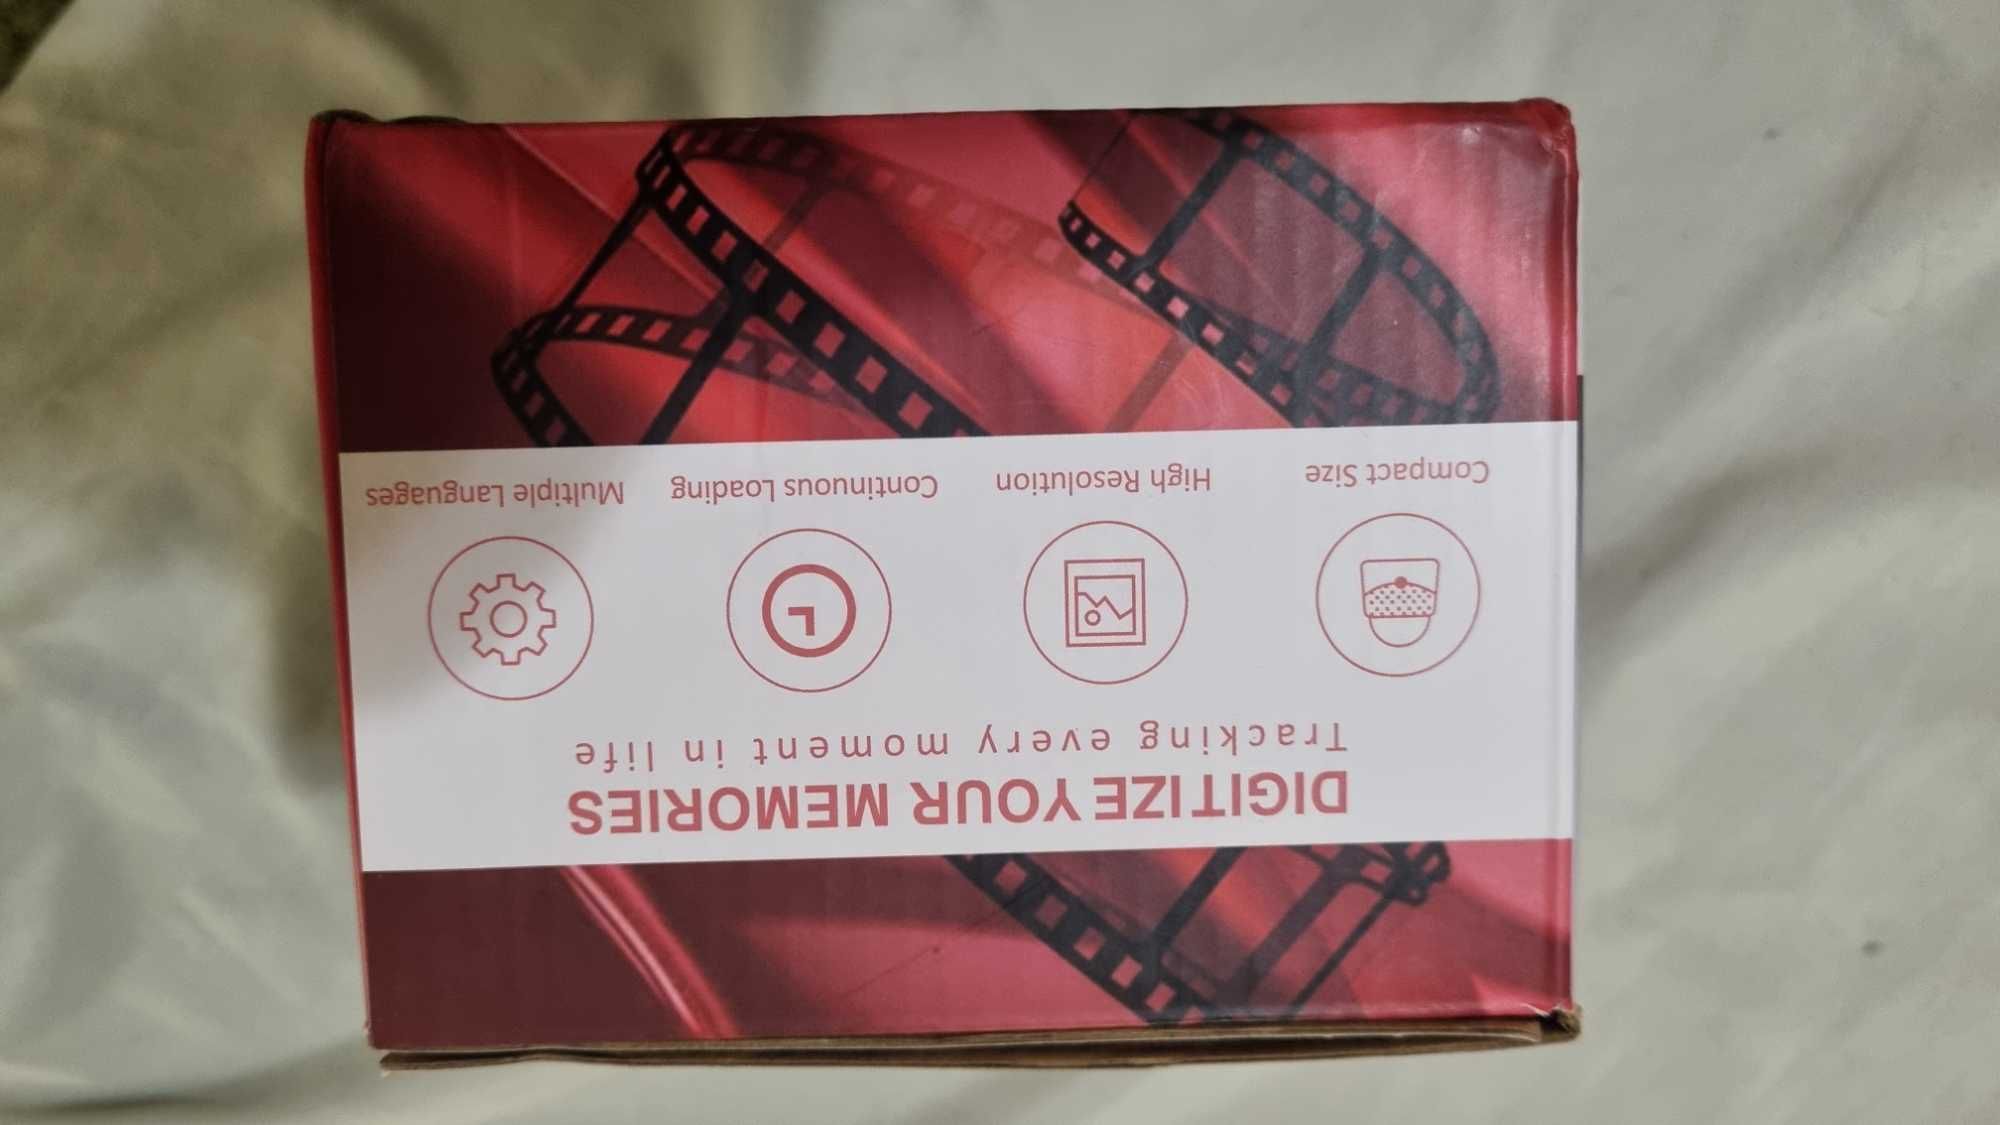 DIGITIZE YOUR MEMORIES
Tracking every moment in life
Compact Size
High Resolution
Continuous Loading
Multiple Languages